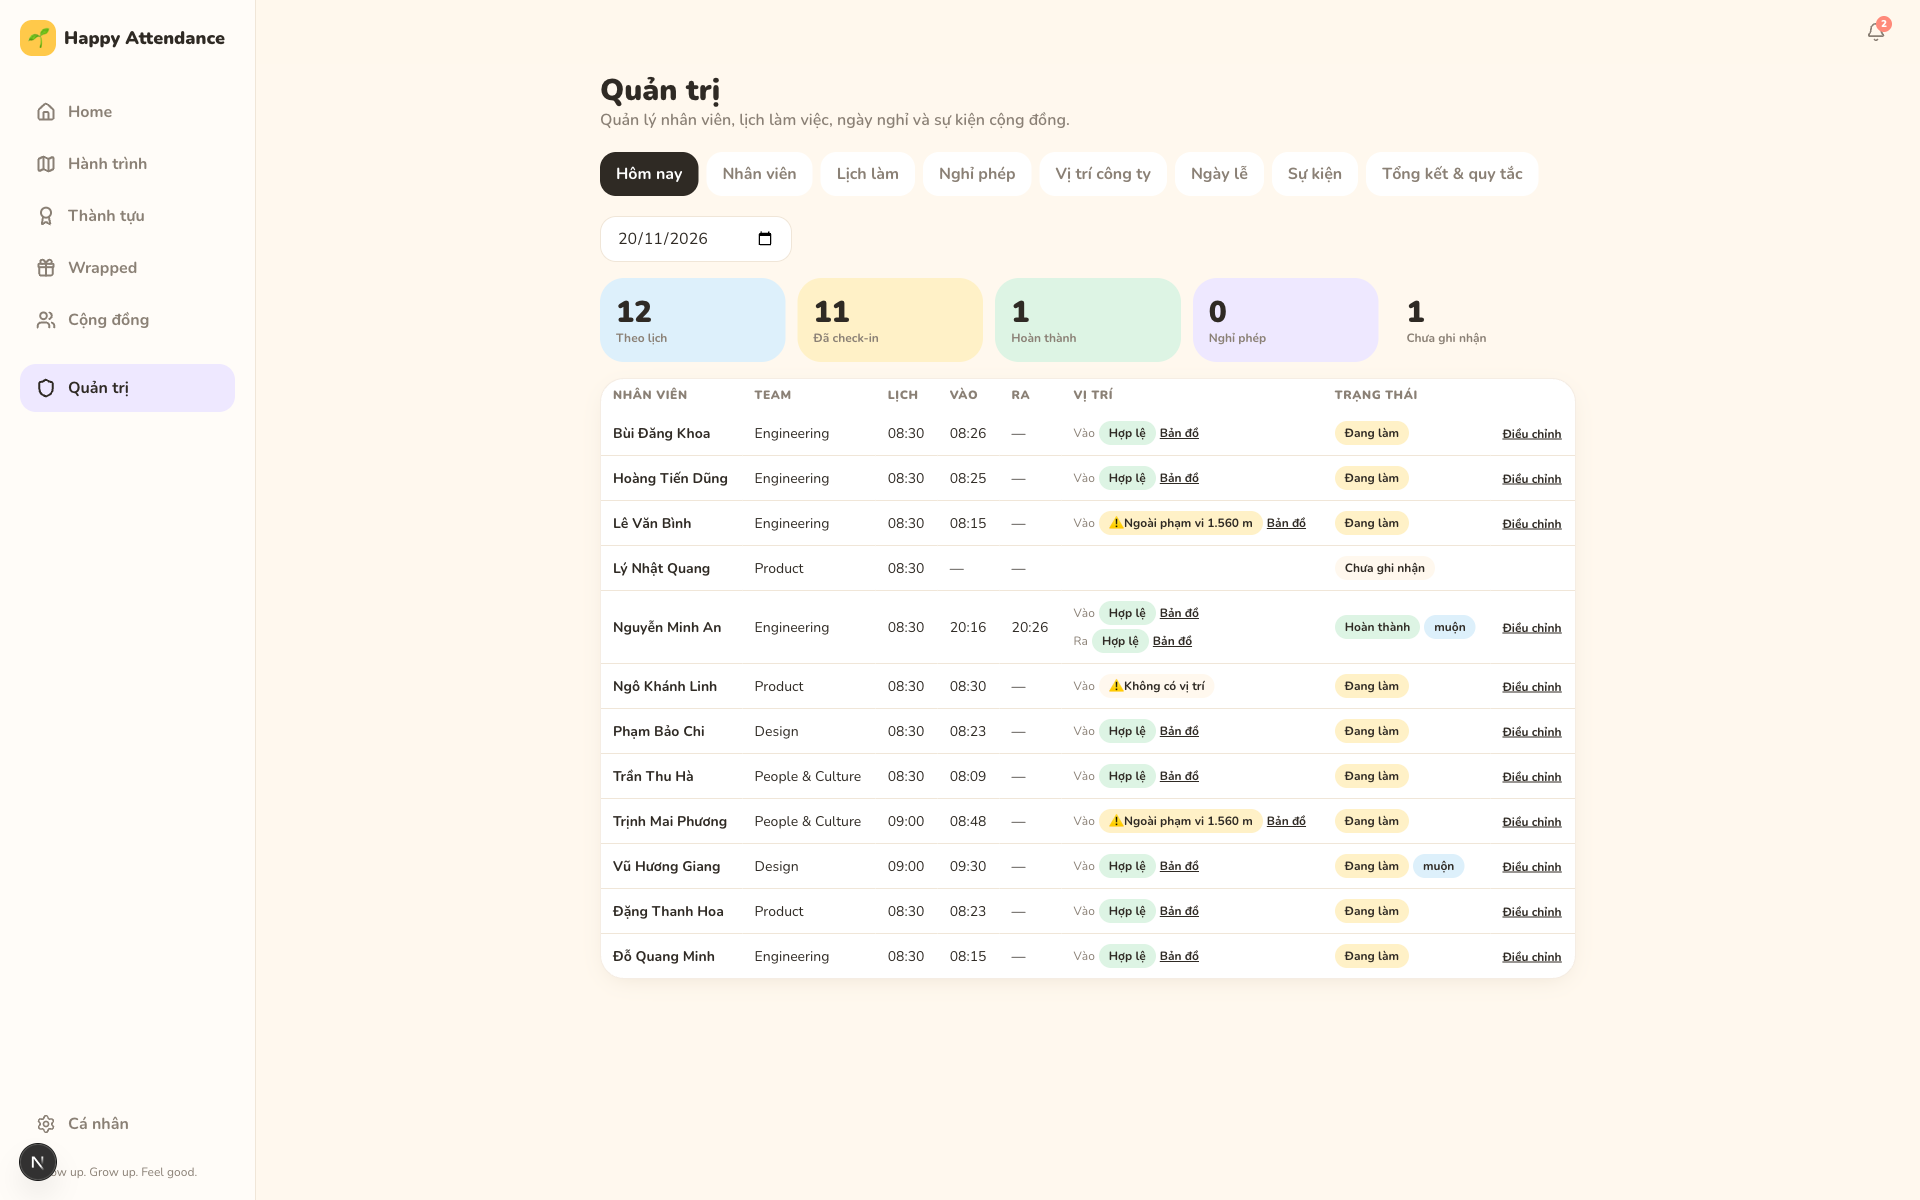 Happy Attendance
2
Home
Hành trình
Thành tựu
Wrapped
Cộng đồng
Quản trị
Cá nhân
N
ow up. Grow up. Feel good.
Quản trị
Quản lý nhân viên, lịch làm việc, ngày nghỉ và sự kiện cộng đồng.
Hôm nay Nhân viên Lịch làm Nghỉ phép Vị trí công ty Ngày lễ Sự kiện Tổng kết & quy tắc
20/11/2026
12 11 1 0 1
Theo lịch Đã check-in Hoàn thành Nghỉ phép Chưa ghi nhận
NHÂN VIÊN TEAM LỊCH VÀO RA VỊ TRÍ TRẠNG THÁI
Bùi Đăng Khoa Engineering 08:30 08:26 — Vào Hợp lệ Bản đồ Đang làm Điều chỉnh
Hoàng Tiến Dũng Engineering 08:30 08:25 — Vào Hợp lệ Bản đồ Đang làm Điều chỉnh
Lê Văn Bình Engineering 08:30 08:15 — Vào ⚠️Ngoài phạm vi 1.560 m Bản đồ Đang làm Điều chỉnh
Lý Nhật Quang Product 08:30 — — Chưa ghi nhận
Nguyễn Minh An Engineering 08:30 20:16 20:26 Vào Hợp lệ Bản đồ Hoàn thành muộn Điều chỉnh
Ra Hợp lệ Bản đồ
Ngô Khánh Linh Product 08:30 08:30 — Vào ⚠️Không có vị trí Đang làm Điều chỉnh
Phạm Bảo Chi Design 08:30 08:23 — Vào Hợp lệ Bản đồ Đang làm Điều chỉnh
Trần Thu Hà People & Culture 08:30 08:09 — Vào Hợp lệ Bản đồ Đang làm Điều chỉnh
Trịnh Mai Phương People & Culture 09:00 08:48 — Vào ⚠️Ngoài phạm vi 1.560 m Bản đồ Đang làm Điều chỉnh
Vũ Hương Giang Design 09:00 09:30 — Vào Hợp lệ Bản đồ Đang làm muộn Điều chỉnh
Đặng Thanh Hoa Product 08:30 08:23 — Vào Hợp lệ Bản đồ Đang làm Điều chỉnh
Đỗ Quang Minh Engineering 08:30 08:15 — Vào Hợp lệ Bản đồ Đang làm Điều chỉnh